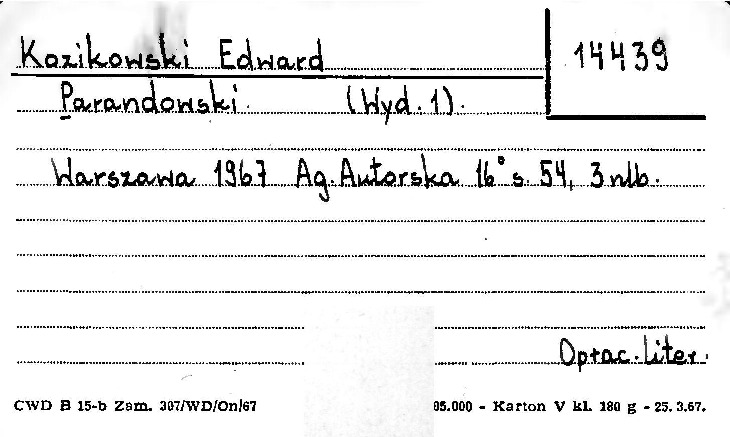 Kozikowski Edward 14439
Parandowski. (Wyd. 1).
Warszawa 1967 Ag. Autorska 16° s. 54, 3 nlb.
Oprac. liter.
CWD B 15-b Zam. 307/WD/On/67 05.000 - Karton V kl. 180 g - 25. 3.67.